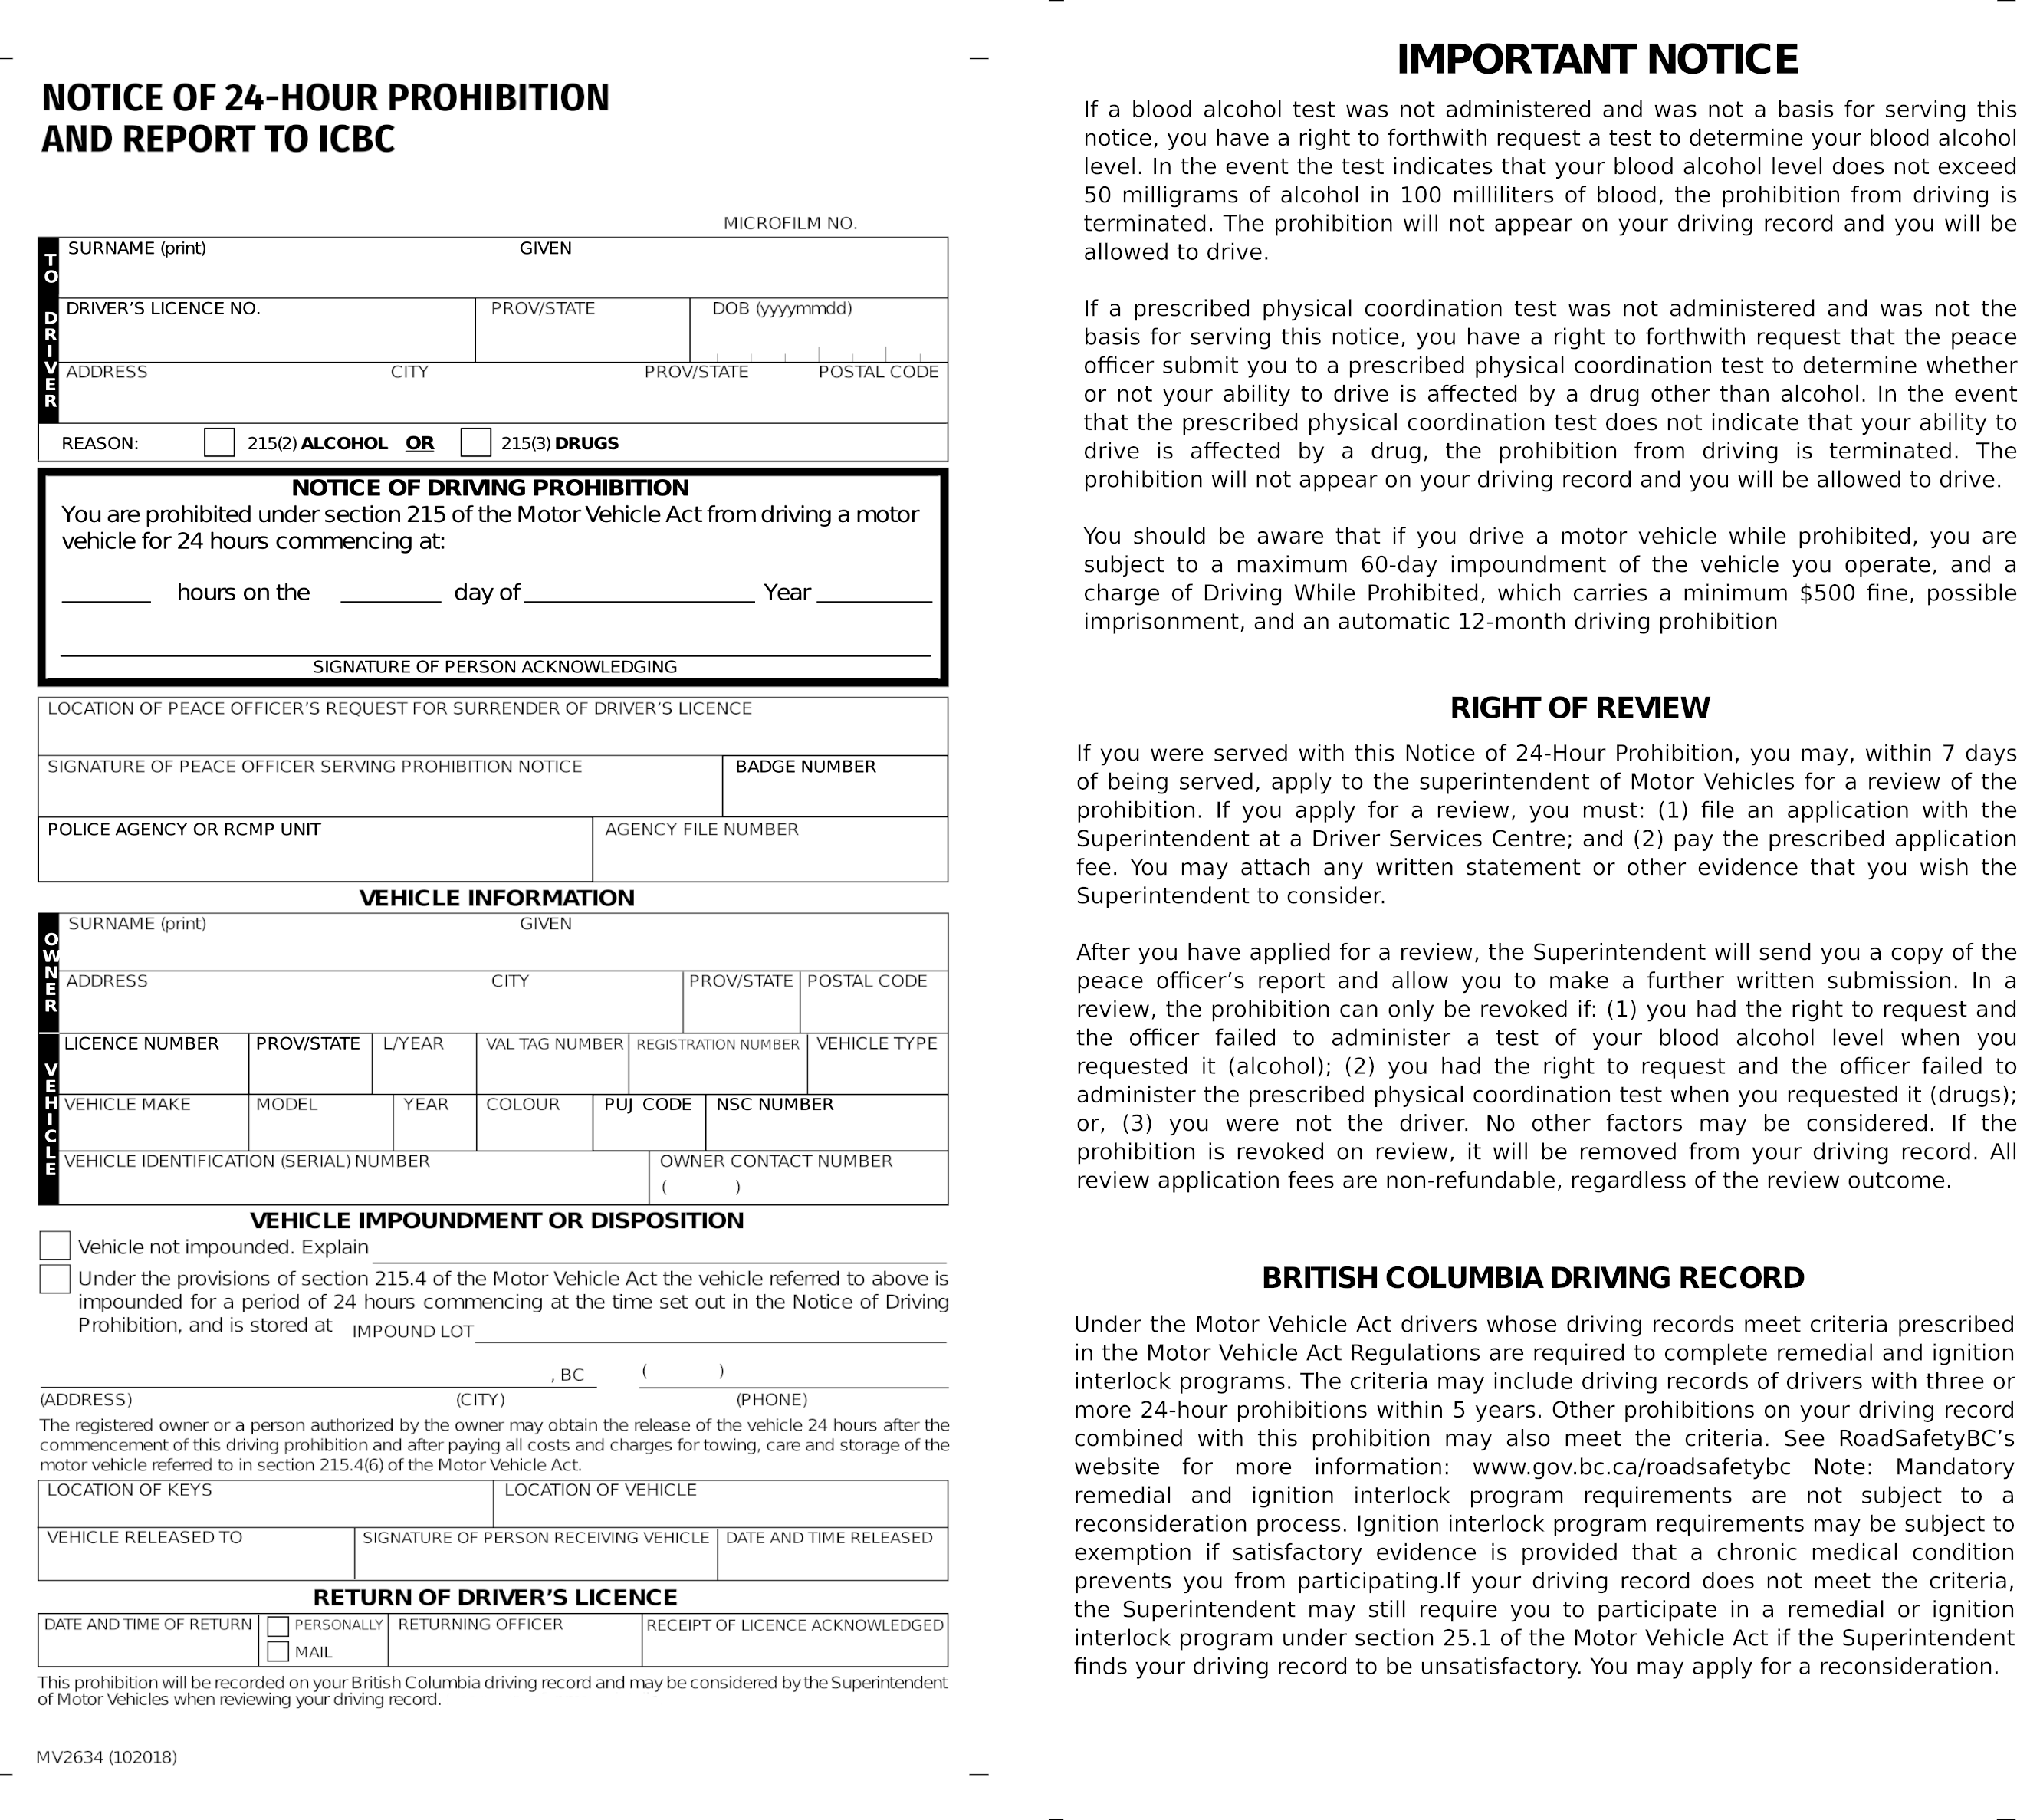 NOTICE OF 24-HOUR PROHIBITION
AND REPORT TO ICBC
MICROFILM NO.
TO DRIVER
SURNAME (print) GIVEN
DRIVER’S LICENCE NO. PROV/STATE DOB (yyyymmdd)
ADDRESS CITY PROV/STATE POSTAL CODE
REASON: 215(2) ALCOHOL OR 215(3) DRUGS
NOTICE OF DRIVING PROHIBITION
You are prohibited under section 215 of the Motor Vehicle Act from driving a motor
vehicle for 24 hours commencing at:
hours on the day of Year
SIGNATURE OF PERSON ACKNOWLEDGING
LOCATION OF PEACE OFFICER’S REQUEST FOR SURRENDER OF DRIVER’S LICENCE
SIGNATURE OF PEACE OFFICER SERVING PROHIBITION NOTICE BADGE NUMBER
POLICE AGENCY OR RCMP UNIT AGENCY FILE NUMBER
VEHICLE INFORMATION
OWNER
SURNAME (print) GIVEN
ADDRESS CITY PROV/STATE POSTAL CODE
VEHICLE
LICENCE NUMBER PROV/STATE L/YEAR VAL TAG NUMBER REGISTRATION NUMBER VEHICLE TYPE
VEHICLE MAKE MODEL YEAR COLOUR PUJ CODE NSC NUMBER
VEHICLE IDENTIFICATION (SERIAL) NUMBER OWNER CONTACT NUMBER
( )
VEHICLE IMPOUNDMENT OR DISPOSITION
Vehicle not impounded. Explain
Under the provisions of section 215.4 of the Motor Vehicle Act the vehicle referred to above is
impounded for a period of 24 hours commencing at the time set out in the Notice of Driving
Prohibition, and is stored at IMPOUND LOT
, BC ( )
(ADDRESS) (CITY) (PHONE)
The registered owner or a person authorized by the owner may obtain the release of the vehicle 24 hours after the
commencement of this driving prohibition and after paying all costs and charges for towing, care and storage of the
motor vehicle referred to in section 215.4(6) of the Motor Vehicle Act.
LOCATION OF KEYS LOCATION OF VEHICLE
VEHICLE RELEASED TO SIGNATURE OF PERSON RECEIVING VEHICLE DATE AND TIME RELEASED
RETURN OF DRIVER’S LICENCE
DATE AND TIME OF RETURN PERSONALLY RETURNING OFFICER RECEIPT OF LICENCE ACKNOWLEDGED
MAIL
This prohibition will be recorded on your British Columbia driving record and may be considered by the Superintendent
of Motor Vehicles when reviewing your driving record.
MV2634 (102018)
IMPORTANT NOTICE
If a blood alcohol test was not administered and was not a basis for serving this
notice, you have a right to forthwith request a test to determine your blood alcohol
level. In the event the test indicates that your blood alcohol level does not exceed
50 milligrams of alcohol in 100 milliliters of blood, the prohibition from driving is
terminated. The prohibition will not appear on your driving record and you will be
allowed to drive.
If a prescribed physical coordination test was not administered and was not the
basis for serving this notice, you have a right to forthwith request that the peace
officer submit you to a prescribed physical coordination test to determine whether
or not your ability to drive is affected by a drug other than alcohol. In the event
that the prescribed physical coordination test does not indicate that your ability to
drive is affected by a drug, the prohibition from driving is terminated. The
prohibition will not appear on your driving record and you will be allowed to drive.
You should be aware that if you drive a motor vehicle while prohibited, you are
subject to a maximum 60-day impoundment of the vehicle you operate, and a
charge of Driving While Prohibited, which carries a minimum $500 fine, possible
imprisonment, and an automatic 12-month driving prohibition
RIGHT OF REVIEW
If you were served with this Notice of 24-Hour Prohibition, you may, within 7 days
of being served, apply to the superintendent of Motor Vehicles for a review of the
prohibition. If you apply for a review, you must: (1) file an application with the
Superintendent at a Driver Services Centre; and (2) pay the prescribed application
fee. You may attach any written statement or other evidence that you wish the
Superintendent to consider.
After you have applied for a review, the Superintendent will send you a copy of the
peace officer’s report and allow you to make a further written submission. In a
review, the prohibition can only be revoked if: (1) you had the right to request and
the officer failed to administer a test of your blood alcohol level when you
requested it (alcohol); (2) you had the right to request and the officer failed to
administer the prescribed physical coordination test when you requested it (drugs);
or, (3) you were not the driver. No other factors may be considered. If the
prohibition is revoked on review, it will be removed from your driving record. All
review application fees are non-refundable, regardless of the review outcome.
BRITISH COLUMBIA DRIVING RECORD
Under the Motor Vehicle Act drivers whose driving records meet criteria prescribed
in the Motor Vehicle Act Regulations are required to complete remedial and ignition
interlock programs. The criteria may include driving records of drivers with three or
more 24-hour prohibitions within 5 years. Other prohibitions on your driving record
combined with this prohibition may also meet the criteria. See RoadSafetyBC’s
website for more information: www.gov.bc.ca/roadsafetybc Note: Mandatory
remedial and ignition interlock program requirements are not subject to a
reconsideration process. Ignition interlock program requirements may be subject to
exemption if satisfactory evidence is provided that a chronic medical condition
prevents you from participating.If your driving record does not meet the criteria,
the Superintendent may still require you to participate in a remedial or ignition
interlock program under section 25.1 of the Motor Vehicle Act if the Superintendent
finds your driving record to be unsatisfactory. You may apply for a reconsideration.